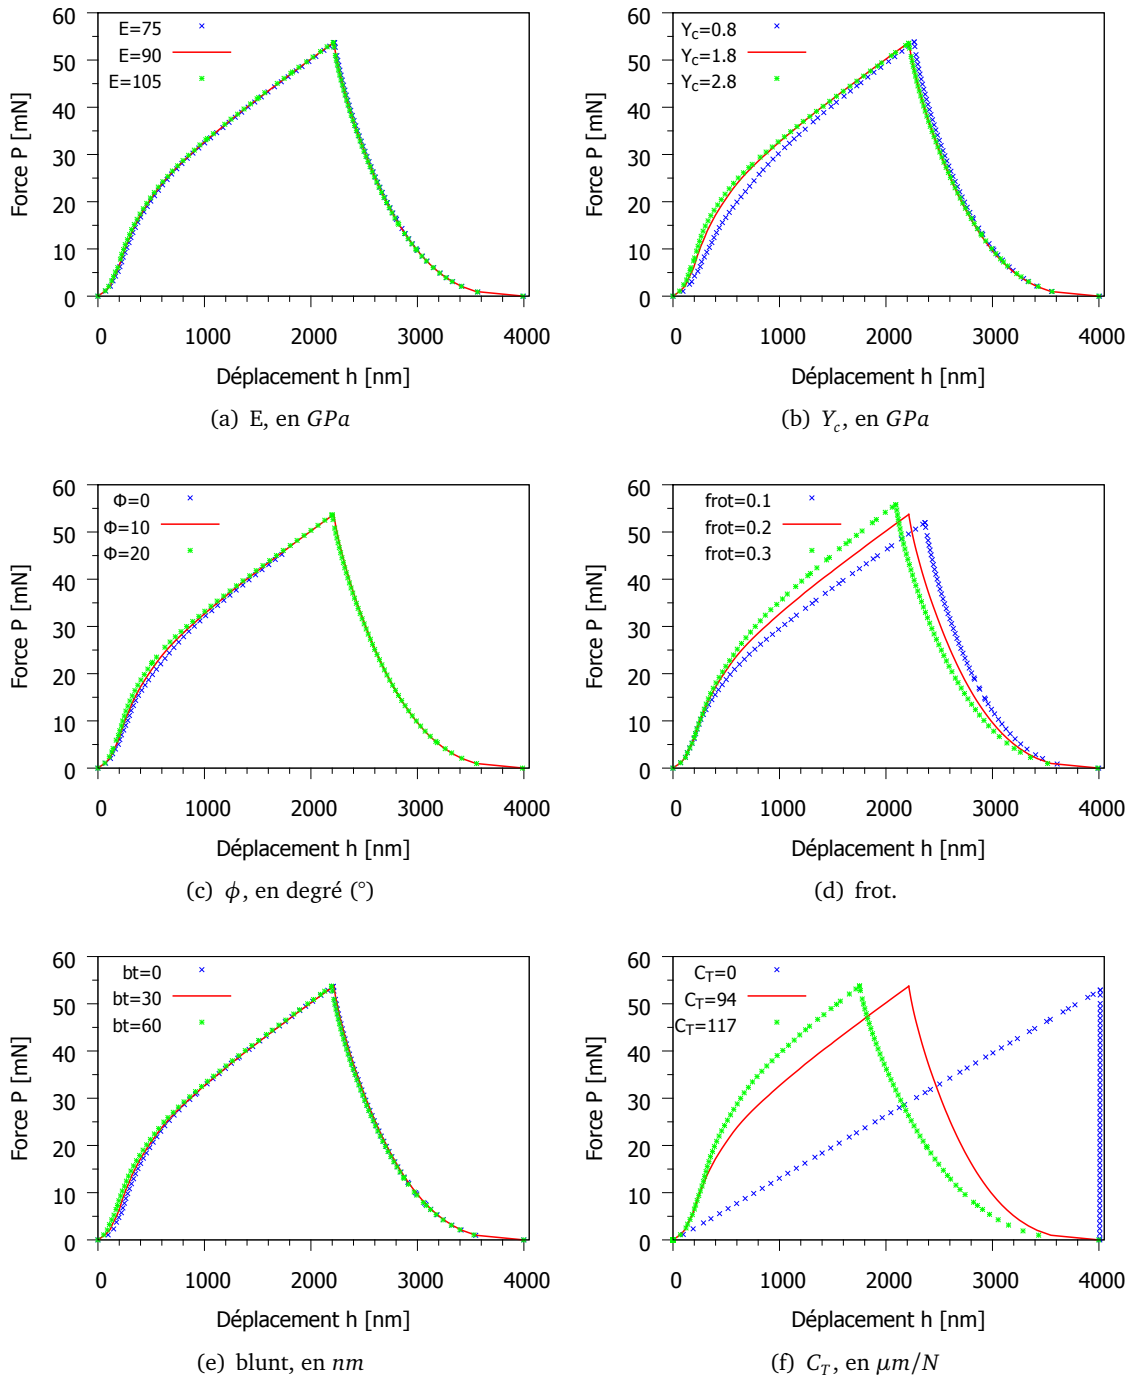 60
50
40
30
20
10
0
Force P [mN]
E=75
E=90
E=105
0 1000 2000 3000 4000
Déplacement h [nm]
(a) E, en GPa
60
50
40
30
20
10
0
Force P [mN]
Yc=0.8
Yc=1.8
Yc=2.8
0 1000 2000 3000 4000
Déplacement h [nm]
(b) Yc, en GPa
60
50
40
30
20
10
0
Force P [mN]
Φ=0
Φ=10
Φ=20
0 1000 2000 3000 4000
Déplacement h [nm]
(c) ϕ, en degré (°)
60
50
40
30
20
10
0
Force P [mN]
frot=0.1
frot=0.2
frot=0.3
0 1000 2000 3000 4000
Déplacement h [nm]
(d) frot.
60
50
40
30
20
10
0
Force P [mN]
bt=0
bt=30
bt=60
0 1000 2000 3000 4000
Déplacement h [nm]
(e) blunt, en nm
60
50
40
30
20
10
0
Force P [mN]
CT=0
CT=94
CT=117
0 1000 2000 3000 4000
Déplacement h [nm]
(f) CT, en μm/N